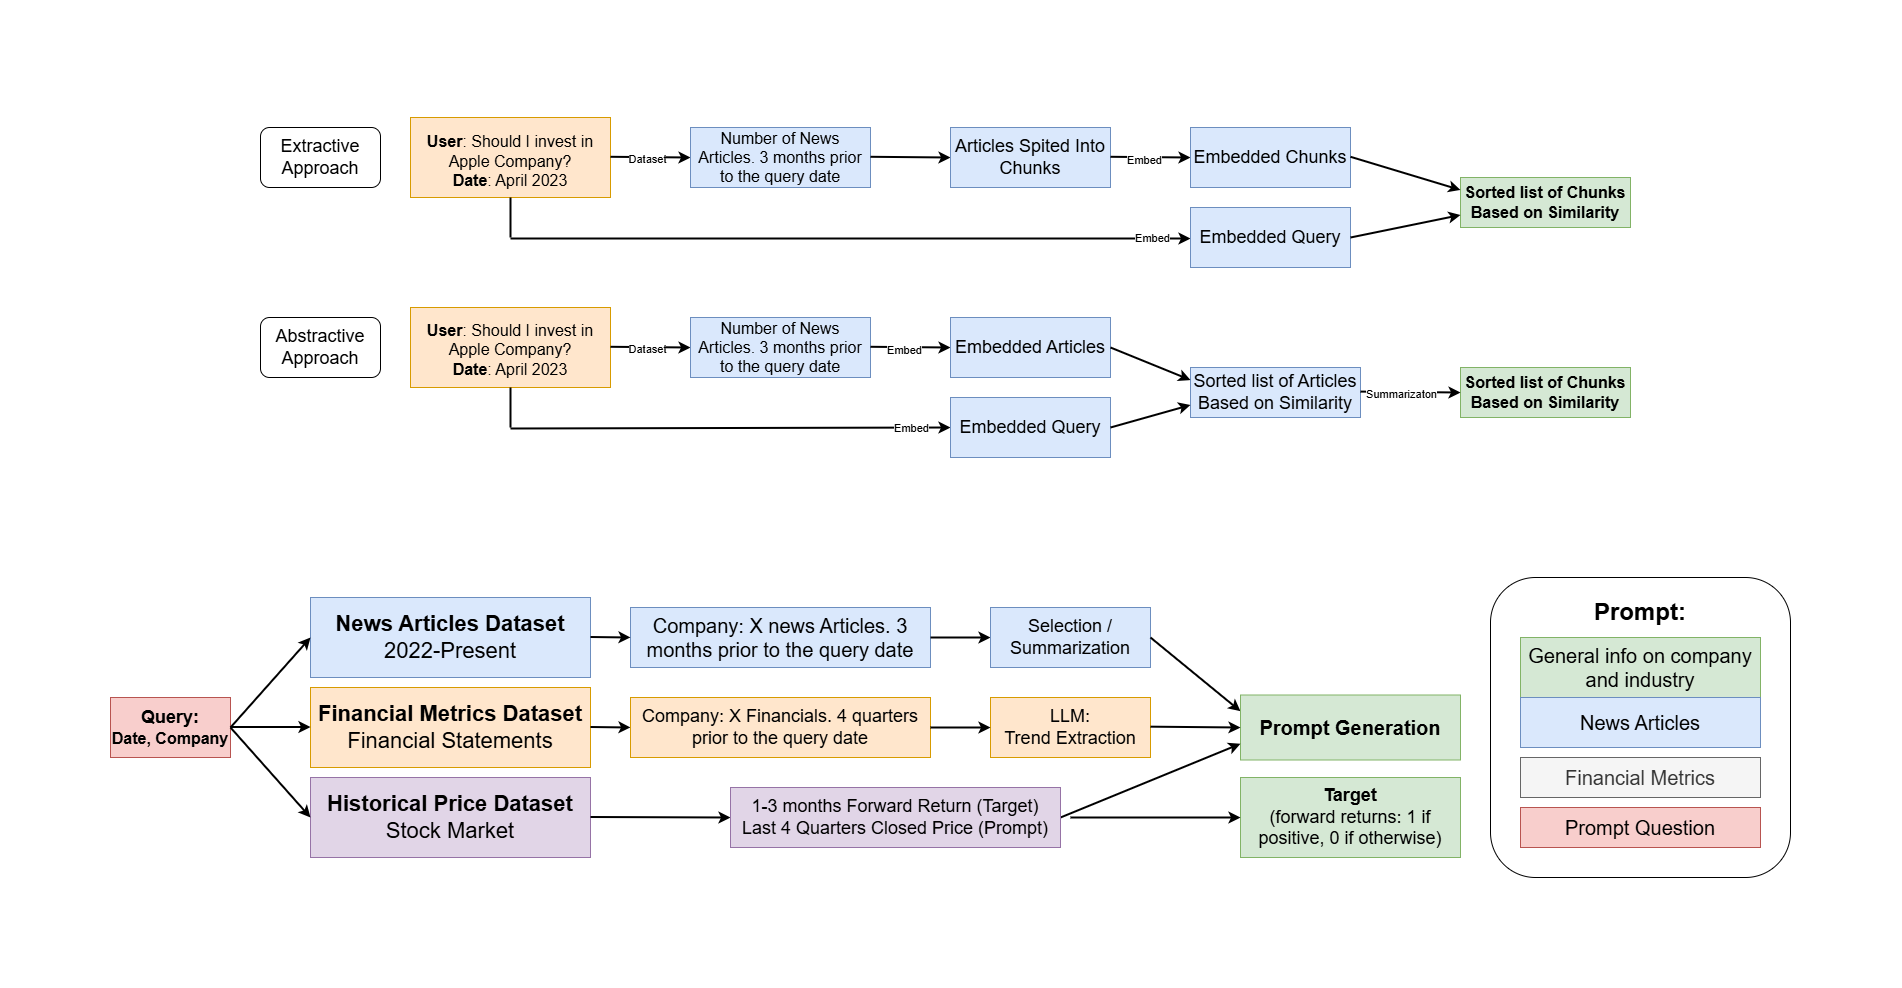 Extractive
Approach
User: Should I invest in
Apple Company?
Date: April 2023
Dataset
Number of News
Articles. 3 months prior
to the query date
Articles Spited Into
Chunks
Embed
Embedded Chunks
Embed
Embedded Query
Sorted list of Chunks
Based on Similarity
Abstractive
Approach
User: Should I invest in
Apple Company?
Date: April 2023
Dataset
Number of News
Articles. 3 months prior
to the query date
Embed
Embedded Articles
Embed
Embedded Query
Sorted list of Articles
Based on Similarity
Summarizaton
Sorted list of Chunks
Based on Similarity
Query:
Date, Company
News Articles Dataset
2022-Present
Company: X news Articles. 3
months prior to the query date
Selection /
Summarization
Financial Metrics Dataset
Financial Statements
Company: X Financials. 4 quarters
prior to the query date
LLM:
Trend Extraction
Historical Price Dataset
Stock Market
1-3 months Forward Return (Target)
Last 4 Quarters Closed Price (Prompt)
Prompt Generation
Target
(forward returns: 1 if
positive, 0 if otherwise)
Prompt:
General info on company
and industry
News Articles
Financial Metrics
Prompt Question